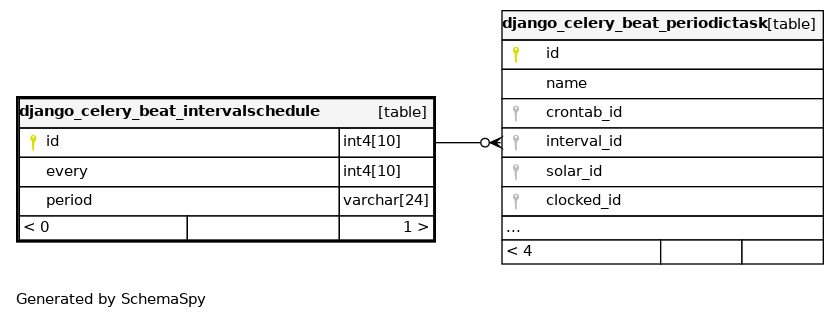 django_celery_beat_intervalschedule [table]
id int4[10]
every int4[10]
period varchar[24]
< 0 1 >
django_celery_beat_periodictask[table]
id
name
crontab_id
interval_id
solar_id
clocked_id
...
< 4
Generated by SchemaSpy